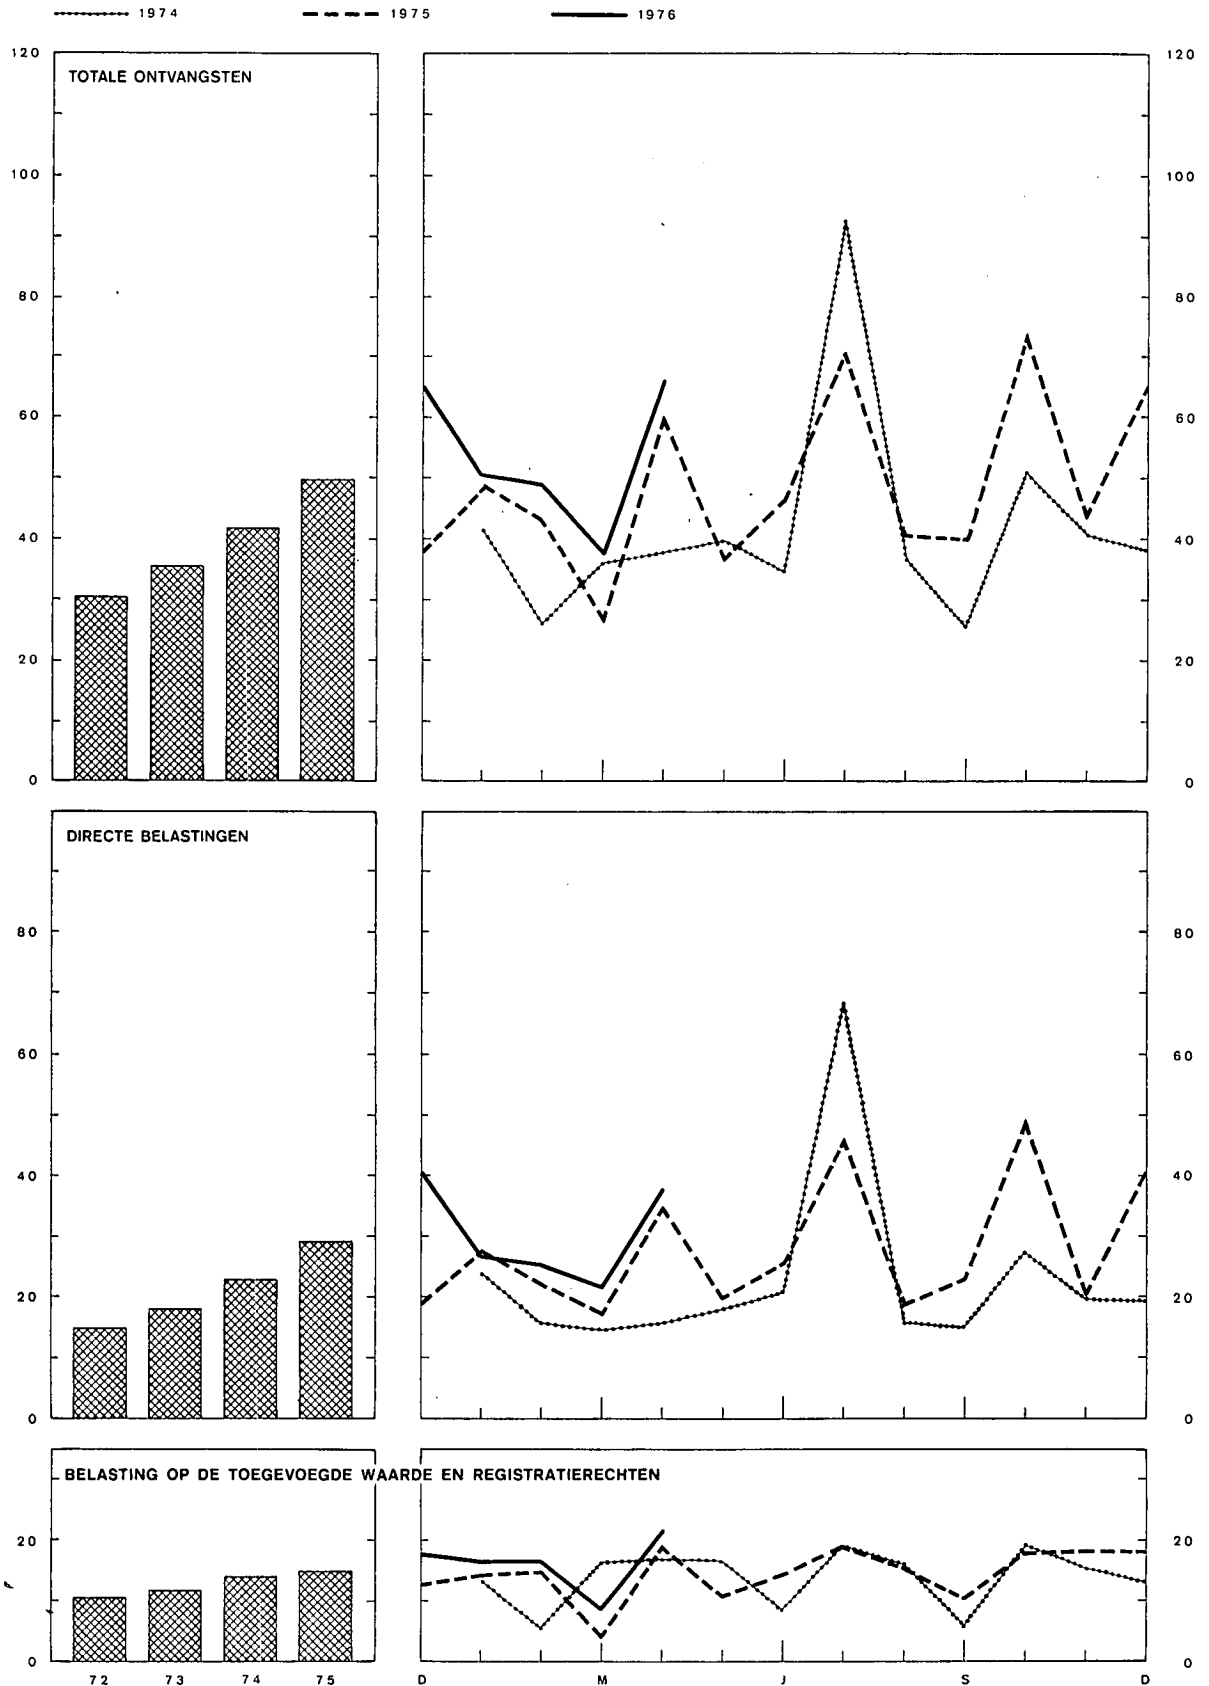 1974 1975 1976
120 120
TOTALE ONTVANGSTEN
100 100
80 80
60 60
40 40
20 20
0 0
DIRECTE BELASTINGEN
80 80
60 60
40 40
20 20
0 0
BELASTING OP DE TOEGEVOEGDE WAARDE EN REGISTRATIERECHTEN
20 20
0 0
72 73 74 75 D M J S D